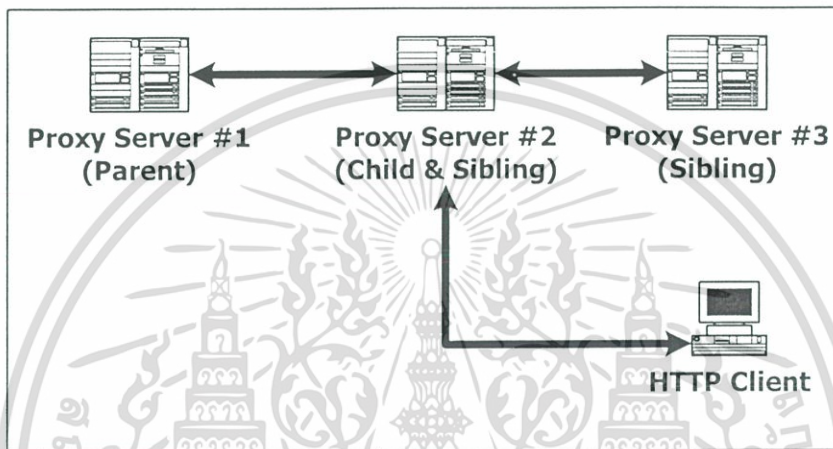 Proxy Server #1
(Parent)
Proxy Server #2
(Child & Sibling)
Proxy Server #3
(Sibling)
HTTP Client